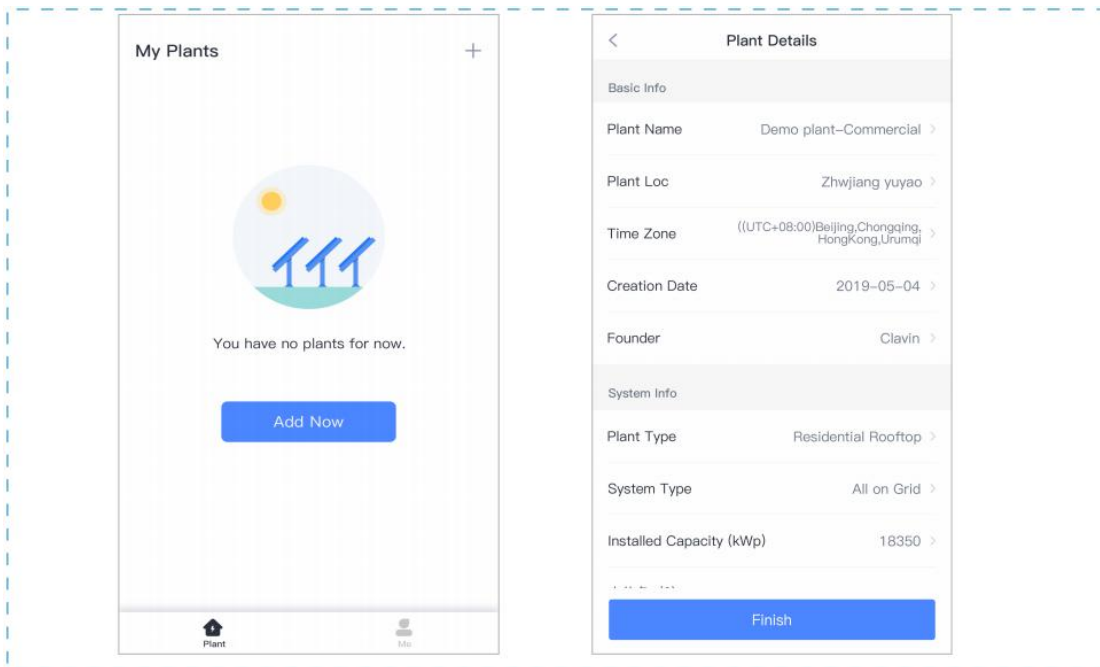 My Plants
+
You have no plants for now.
Add Now
Plant
Me
Plant Details
Basic Info
Plant Name Demo plant-Commercial
Plant Loc Zhwjiang yuyao
Time Zone ((UTC+08:00)Beijing,Chongqing,
HongKong,Urumqi
Creation Date 2019-05-04
Founder Clavin
System Info
Plant Type Residential Rooftop
System Type All on Grid
Installed Capacity (kWp) 18350
Finish